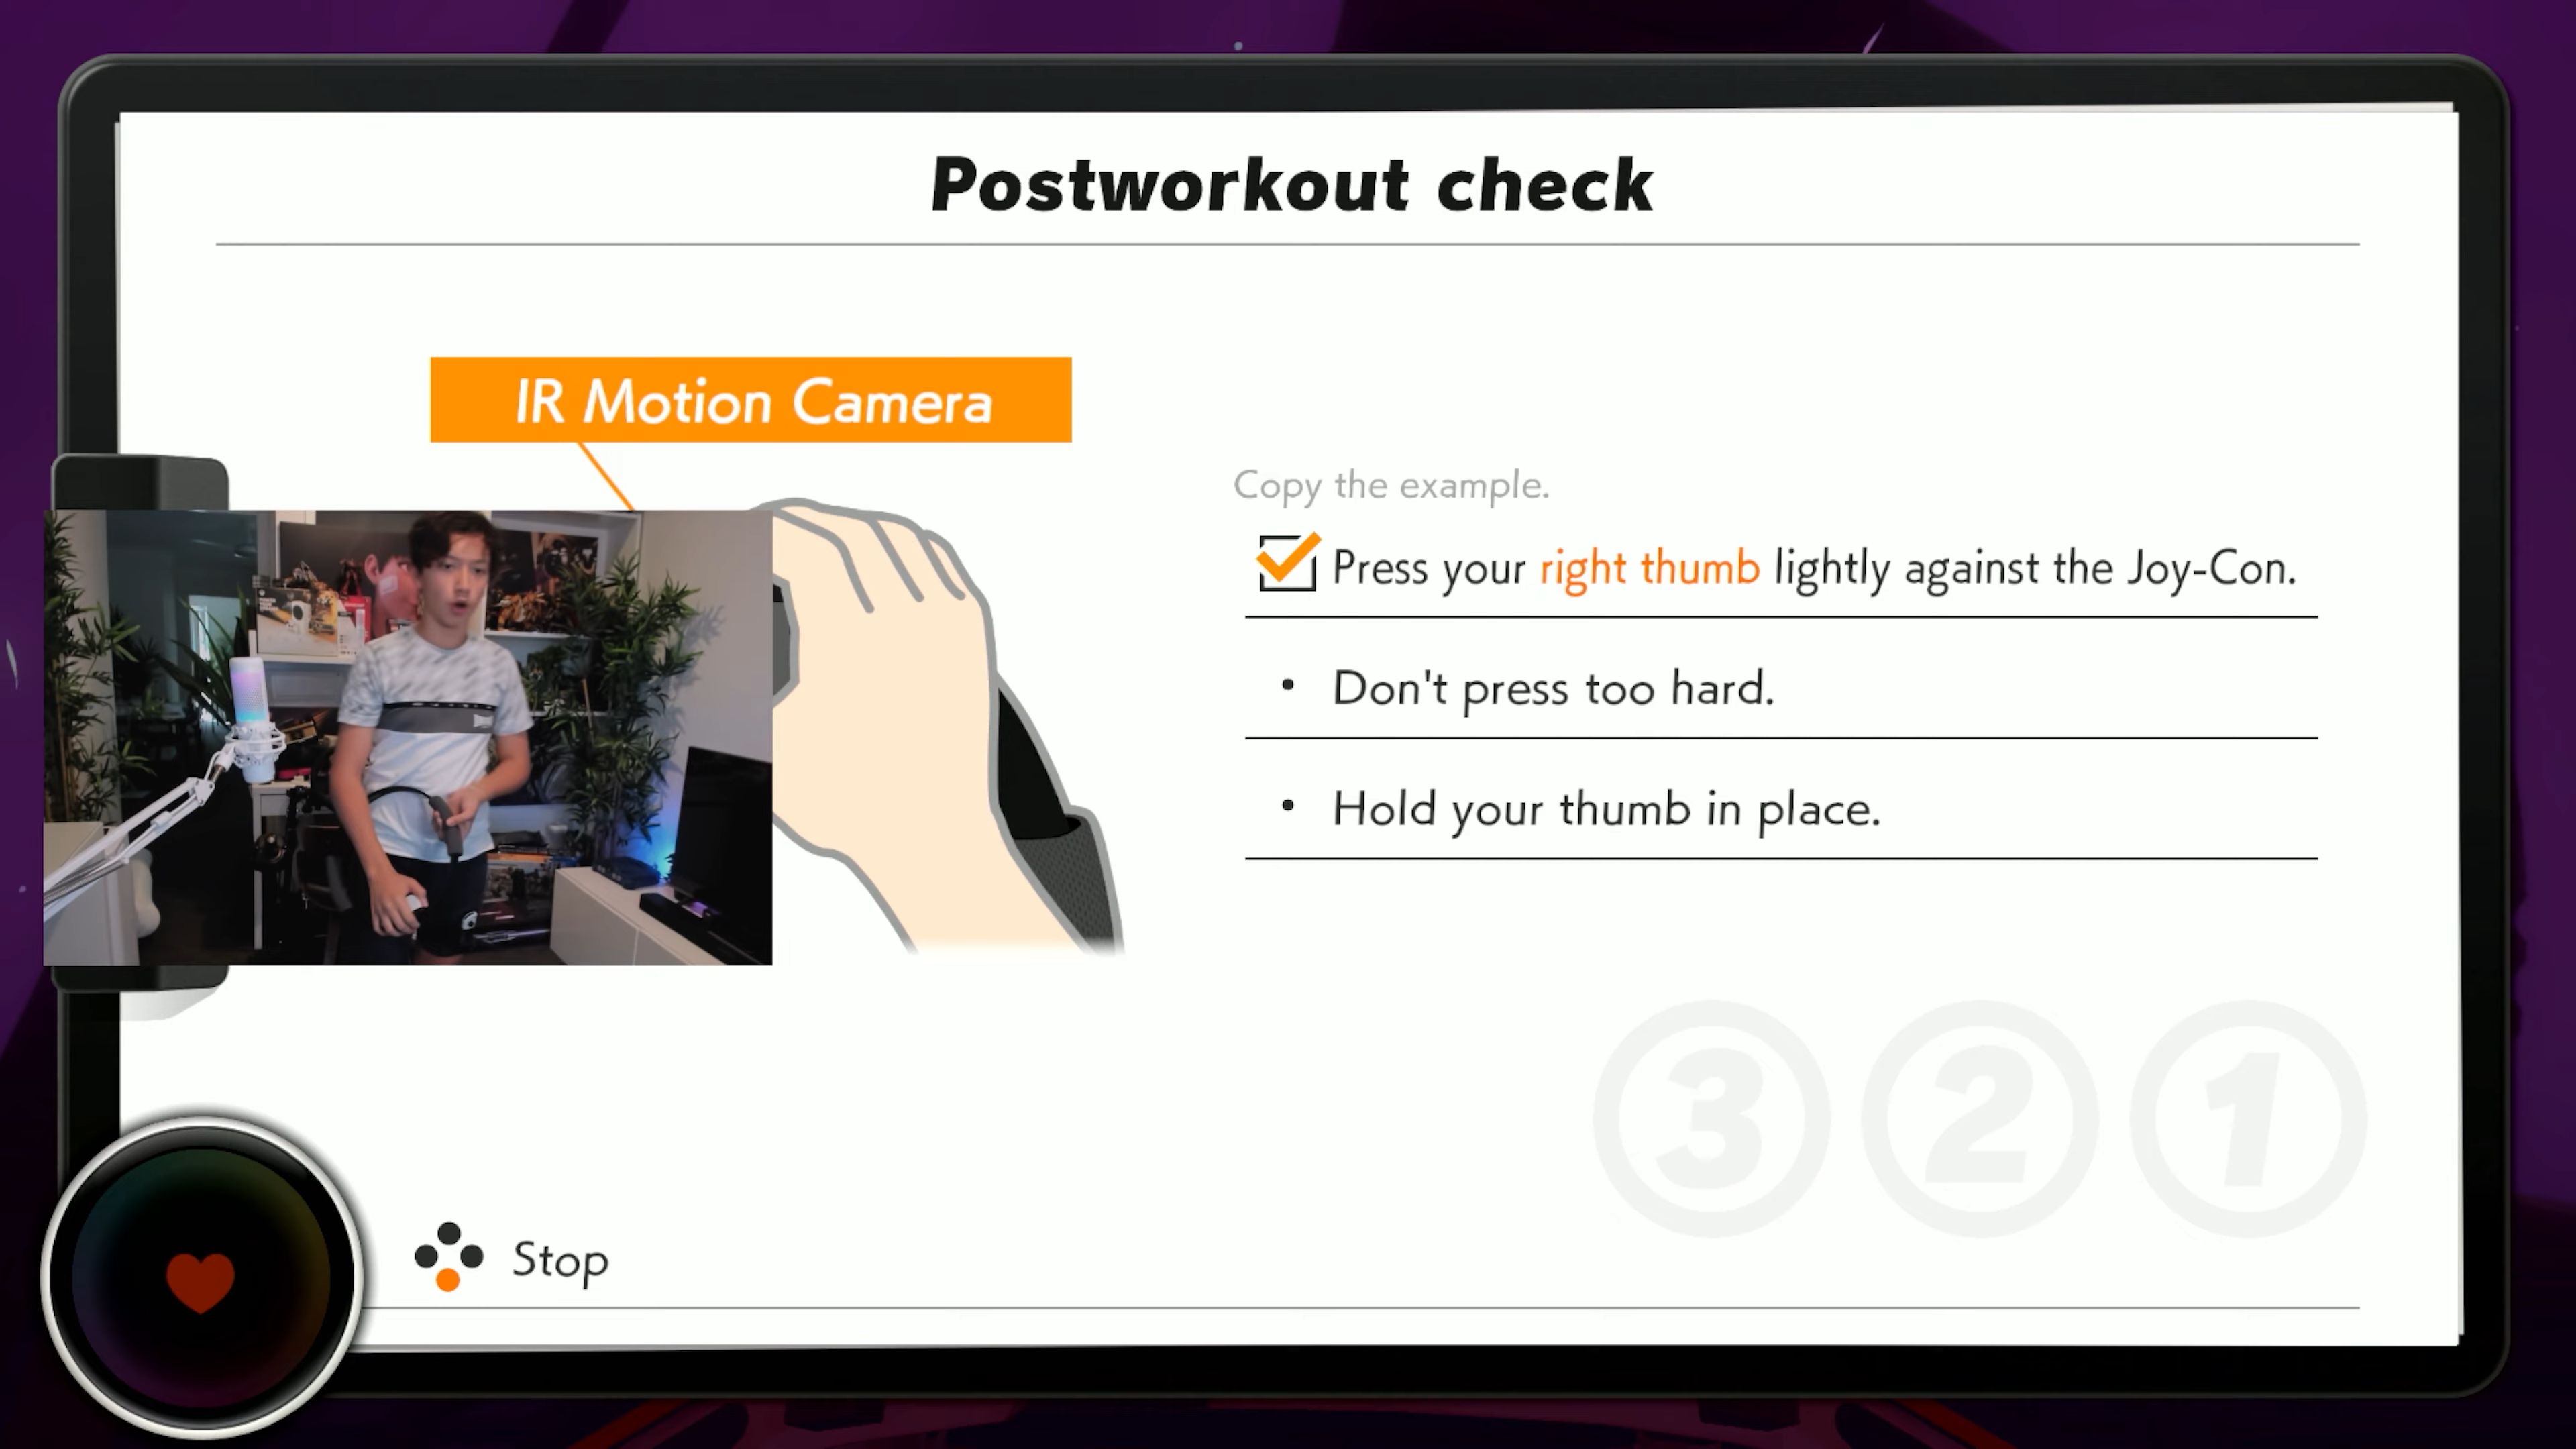 Postworkout check
IR Motion Camera
Copy the example.
Press your right thumb lightly against the Joy-Con.
• Don't press too hard.
• Hold your thumb in place.
3 2 1
Stop